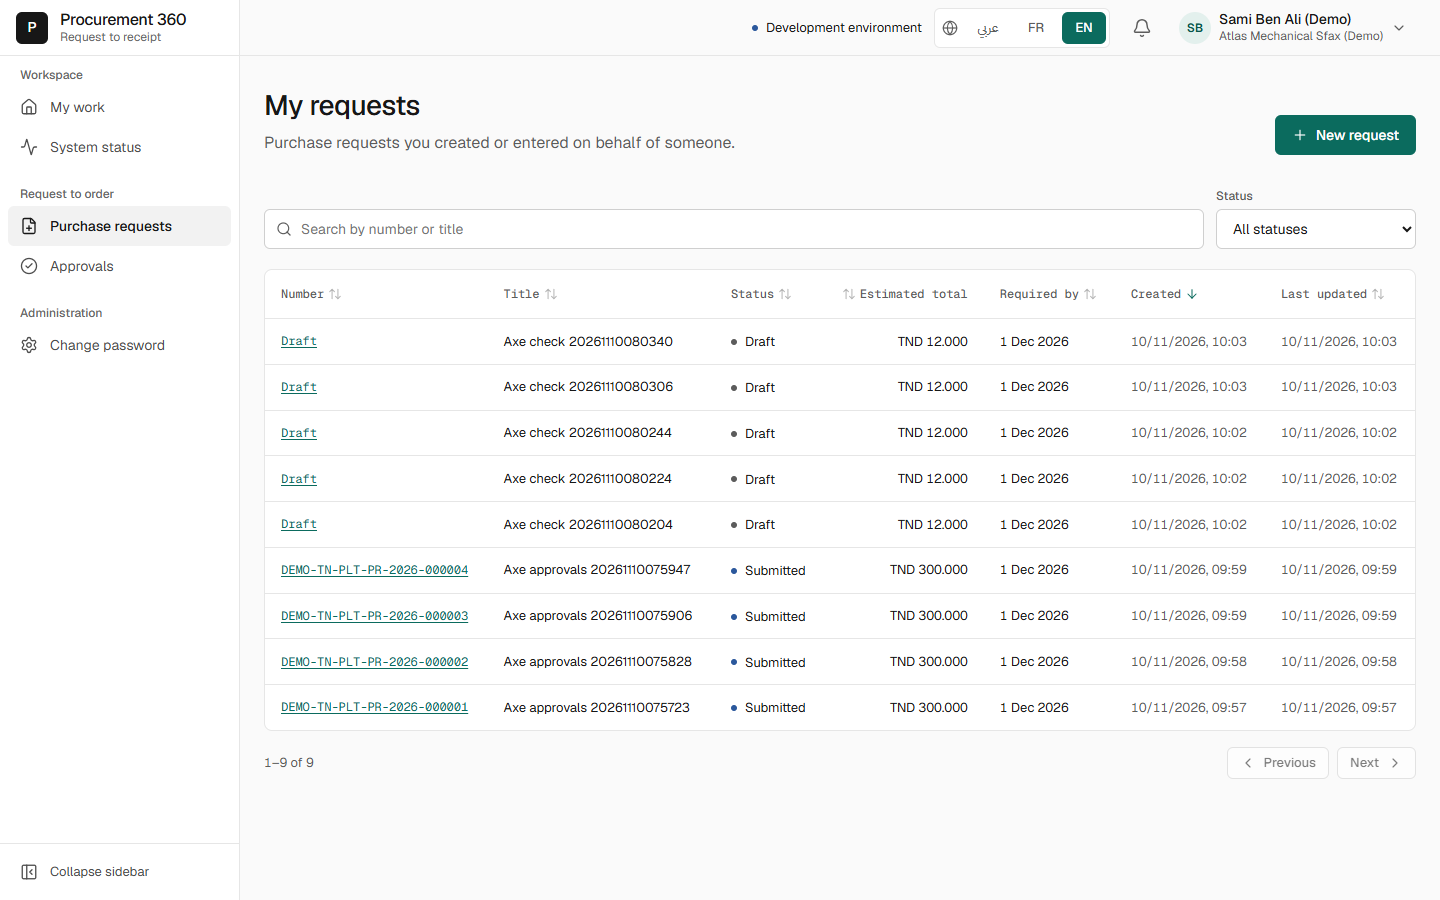 P
Procurement 360
Request to receipt
Development environment
عربي
FR
EN
SB
Sami Ben Ali (Demo)
Atlas Mechanical Sfax (Demo)
Workspace
My work
System status
Request to order
Purchase requests
Approvals
Administration
Change password
Collapse sidebar
My requests
Purchase requests you created or entered on behalf of someone.
New request
Status
Search by number or title
All statuses
Number Title Status Estimated total Required by Created Last updated
Draft Axe check 20261110080340 Draft TND 12.000 1 Dec 2026 10/11/2026, 10:03 10/11/2026, 10:03
Draft Axe check 20261110080306 Draft TND 12.000 1 Dec 2026 10/11/2026, 10:03 10/11/2026, 10:03
Draft Axe check 20261110080244 Draft TND 12.000 1 Dec 2026 10/11/2026, 10:02 10/11/2026, 10:02
Draft Axe check 20261110080224 Draft TND 12.000 1 Dec 2026 10/11/2026, 10:02 10/11/2026, 10:02
Draft Axe check 20261110080204 Draft TND 12.000 1 Dec 2026 10/11/2026, 10:02 10/11/2026, 10:02
DEMO-TN-PLT-PR-2026-000004 Axe approvals 20261110075947 Submitted TND 300.000 1 Dec 2026 10/11/2026, 09:59 10/11/2026, 09:59
DEMO-TN-PLT-PR-2026-000003 Axe approvals 20261110075906 Submitted TND 300.000 1 Dec 2026 10/11/2026, 09:59 10/11/2026, 09:59
DEMO-TN-PLT-PR-2026-000002 Axe approvals 20261110075828 Submitted TND 300.000 1 Dec 2026 10/11/2026, 09:58 10/11/2026, 09:58
DEMO-TN-PLT-PR-2026-000001 Axe approvals 20261110075723 Submitted TND 300.000 1 Dec 2026 10/11/2026, 09:57 10/11/2026, 09:57
1–9 of 9
Previous
Next